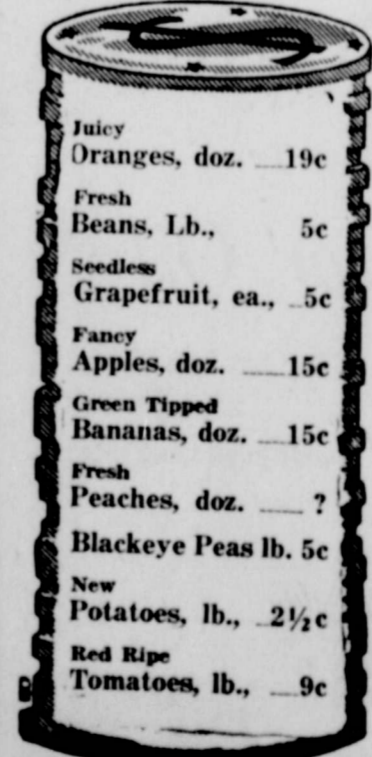 Juicy
Oranges, doz. 19c
Fresh
Beans, Lb., 5c
Seedless
Grapefruit, ea., 5c
Fancy
Apples, doz. 15c
Green Tipped
Bananas, doz. 15c
Fresh
Peaches, doz. ?
Blackeye Peas lb. 5c
New
Potatoes, lb., 2½c
Red Ripe
Tomatoes, lb., 9c